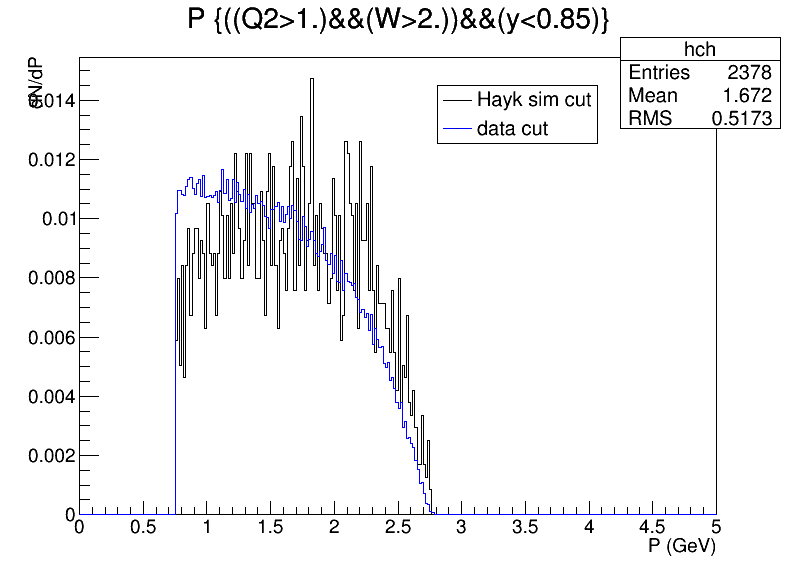 P {((Q2>1.)&&(W>2.))&&(y<0.85)}
hch
Entries 2378
Mean 1.672
RMS 0.5173
Hayk sim cut
data cut
dN/dP
0.014
0.012
0.01
0.008
0.006
0.004
0.002
0
0 0.5 1 1.5 2 2.5 3 3.5 4 4.5 5
P (GeV)